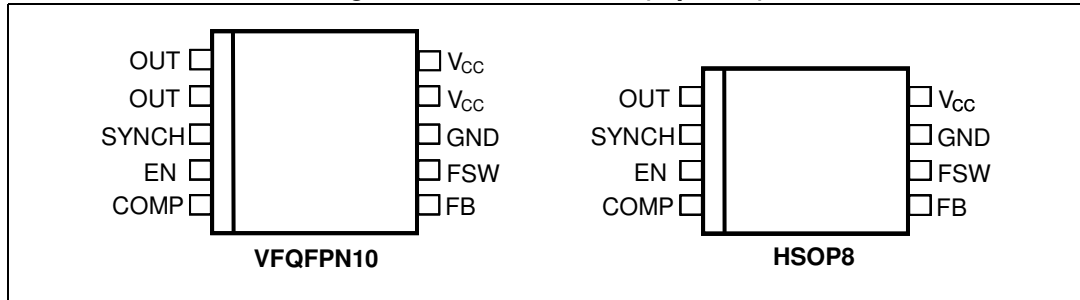 OUT
OUT
SYNCH
EN
COMP
VCC
VCC
GND
FSW
FB
VFQFPN10
OUT
SYNCH
EN
COMP
VCC
GND
FSW
FB
HSOP8